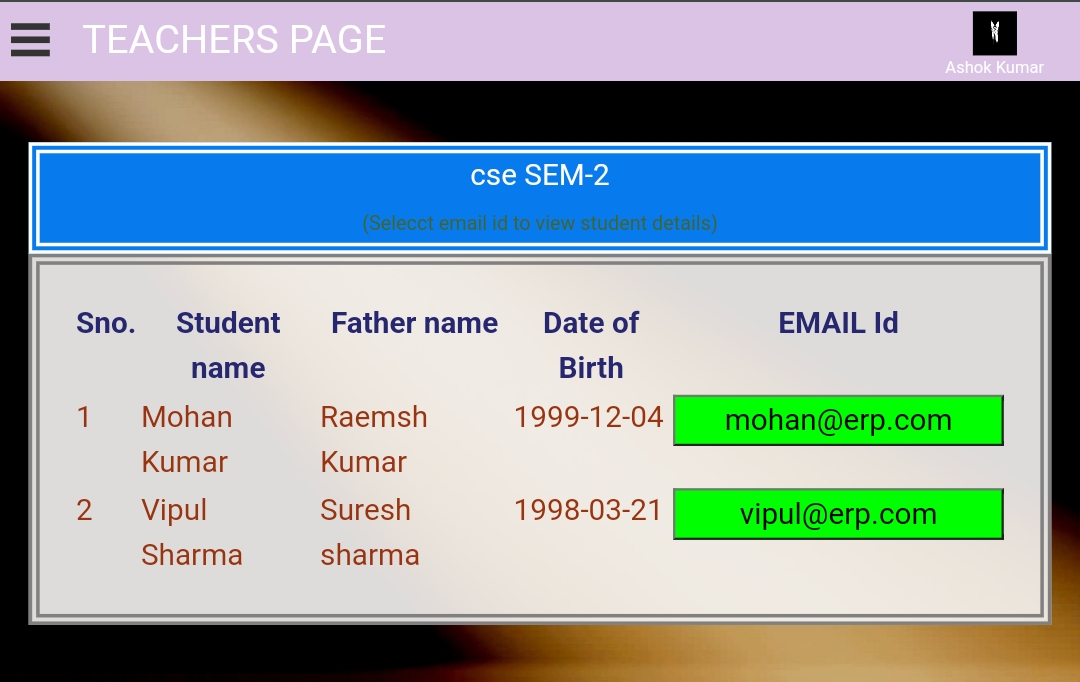 TEACHERS PAGE
Ashok Kumar
cse SEM-2
(Selecct email id to view student details)
Sno. Student name Father name Date of Birth EMAIL Id
1 Mohan Kumar Raemsh Kumar 1999-12-04 mohan@erp.com
2 Vipul Sharma Suresh sharma 1998-03-21 vipul@erp.com